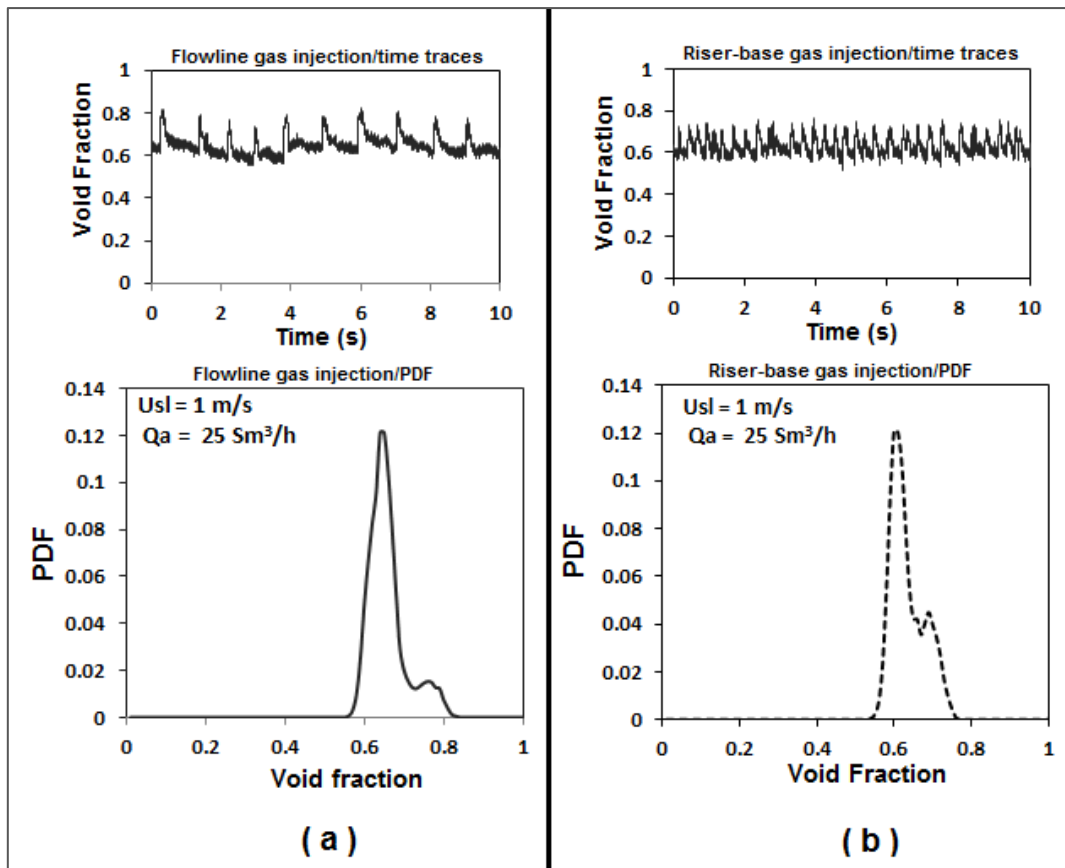 Flowline gas injection/time traces
Void Fraction
1
0.8
0.6
0.4
0.2
0
0 2 4 6 8 10
Time (s)
Flowline gas injection/PDF
Usl = 1 m/s
Qa = 25 Sm³/h
PDF
0.14
0.12
0.1
0.08
0.06
0.04
0.02
0
0 0.2 0.4 0.6 0.8 1
Void fraction
( a )
Riser-base gas injection/time traces
Void Fraction
1
0.8
0.6
0.4
0.2
0
0 2 4 6 8 10
Time (s)
Riser-base gas injection/PDF
Usl = 1 m/s
Qa = 25 Sm³/h
PDF
0.14
0.12
0.1
0.08
0.06
0.04
0.02
0
0 0.2 0.4 0.6 0.8 1
Void Fraction
( b )